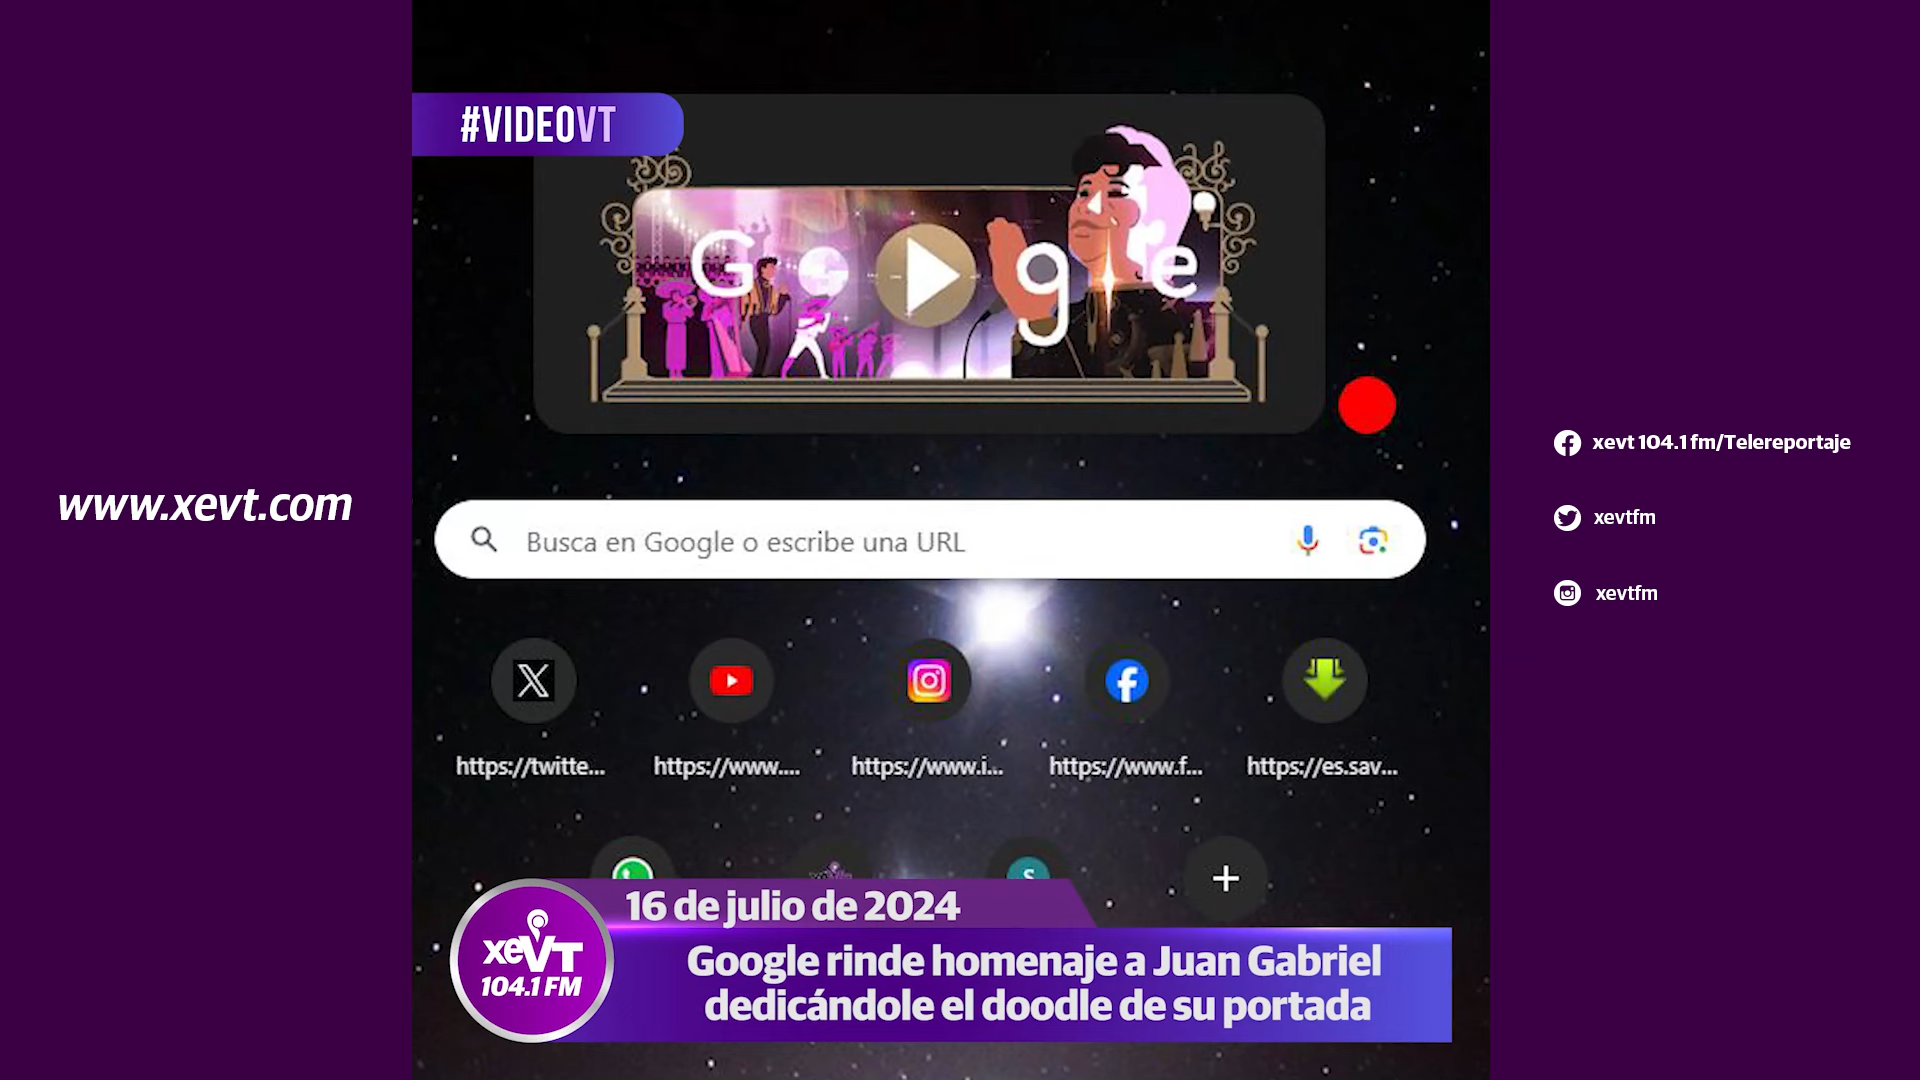 #VIDEOVT
Google
www.xevt.com
xevt 104.1 fm/Telereportaje
xevtfm
xevtfm
Busca en Google o escribe una URL
https://twitte...
https://www....
https://www.i...
https://www.f...
https://es.sav...
S
16 de julio de 2024
xeVT
104.1 FM
Google rinde homenaje a Juan Gabriel
dedicándole el doodle de su portada